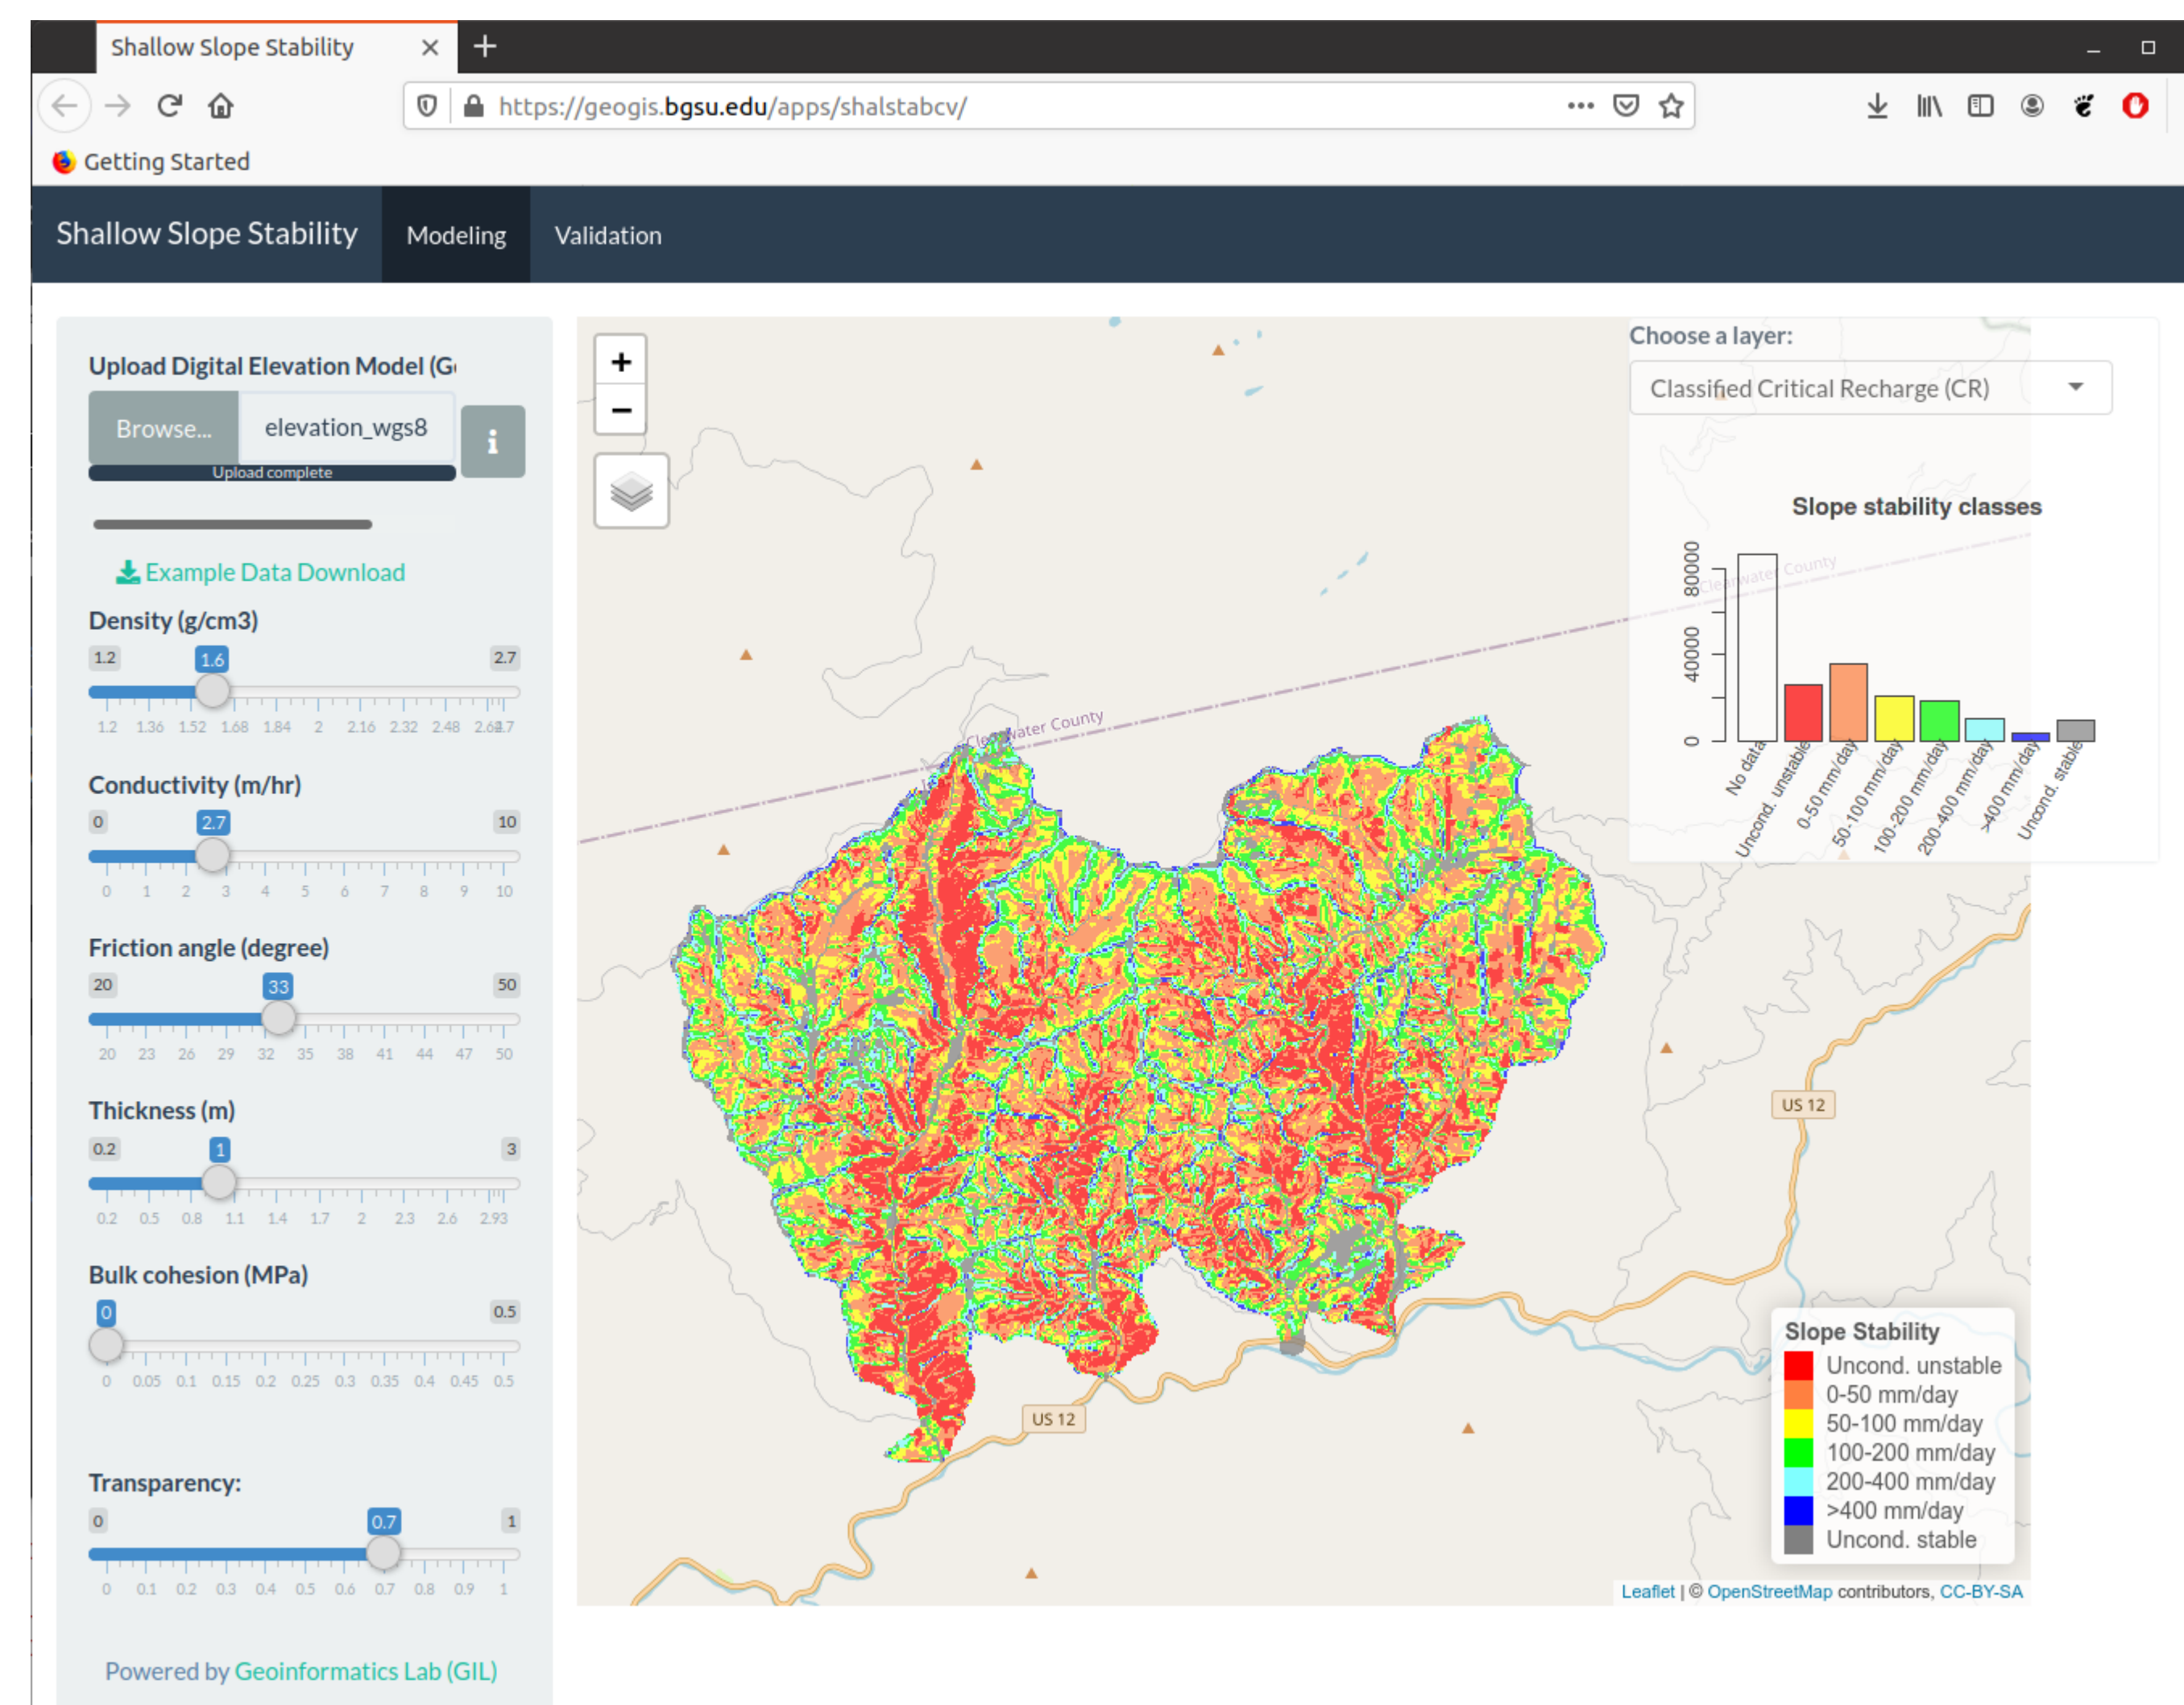 Shallow Slope Stability
https://geogis.bgsu.edu/apps/shalstabcv/
Getting Started
Shallow Slope Stability Modeling Validation
Upload Digital Elevation Model (G
Browse... elevation_wgs8
Upload complete
Example Data Download
Density (g/cm3)
1.2 1.6 2.7
1.2 1.36 1.52 1.68 1.84 2 2.16 2.32 2.48
Conductivity (m/hr)
0 2.7 10
0 1 2 3 4 5 6 7 8 9 10
Friction angle (degree)
20 33 50
20 23 26 29 32 35 38 41 44 47 50
Thickness (m)
0.2 1 3
0.2 0.5 0.8 1.1 1.4 1.7 2 2.3 2.6 2.93
Bulk cohesion (MPa)
0 0.5
0 0.05 0.1 0.15 0.2 0.25 0.3 0.35 0.4 0.45 0.5
Transparency:
0 0.7 1
0 0.1 0.2 0.3 0.4 0.5 0.6 0.7 0.8 0.9 1
Powered by Geoinformatics Lab (GIL)
+
−
Choose a layer:
Classified Critical Recharge (CR)
Slope stability classes
80000
40000
0
Clearwater County
No data
Uncond. unstable
0-50 mm/day
50-100 mm/day
100-200 mm/day
200-400 mm/day
>400 mm/day
Uncond. stable
Clearwater County
US 12
US 12
Slope Stability
Uncond. unstable
0-50 mm/day
50-100 mm/day
100-200 mm/day
200-400 mm/day
>400 mm/day
Uncond. stable
Leaflet | © OpenStreetMap contributors, CC-BY-SA